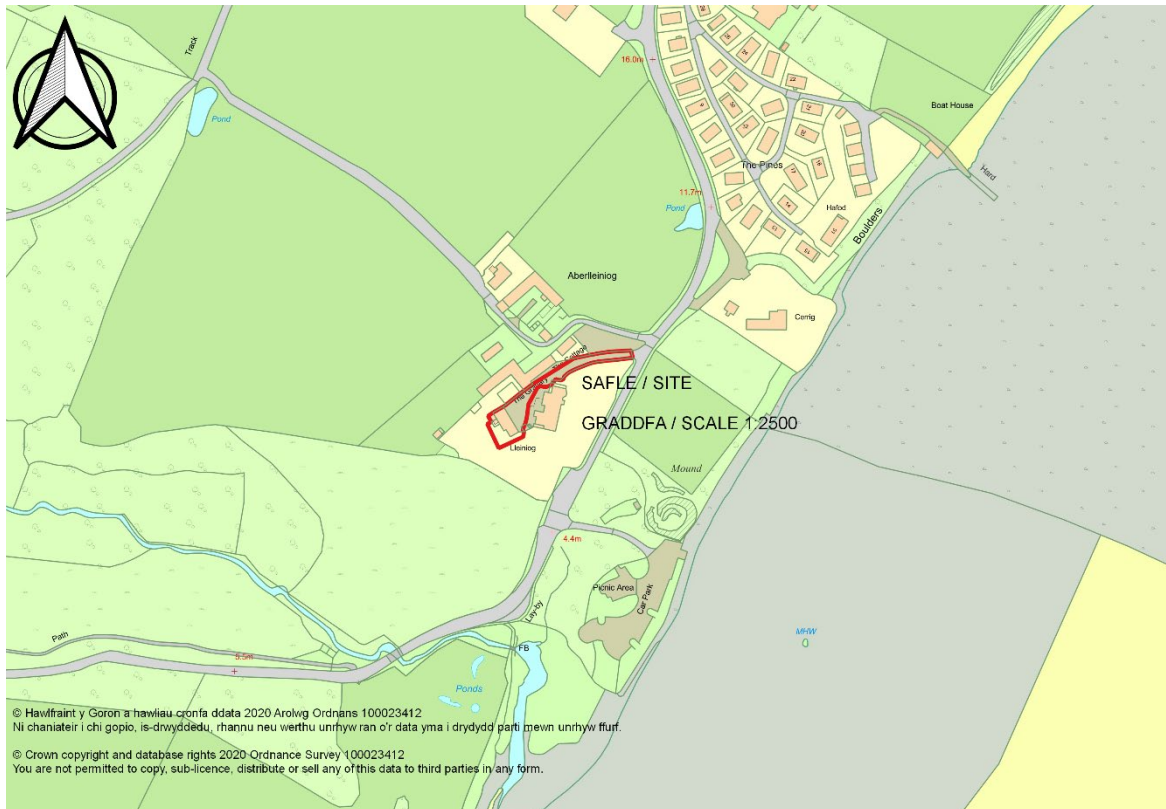 Track
Pond
16.0m
Boat House
Hard
The Pines
11.7m
Pond
Hafod
Boulders
Aberlleiniog
Cerrig
SAFLE / SITE
GRADDFA / SCALE 1:2500
Lleiniog
Mound
4.4m
Picnic Area
Car Park
Lay-by
MHW
Path
5.5m
FB
Ponds
© Hawlfraint y Goron a hawliau cronfa ddata 2020 Arolwg Ordnans 100023412
Ni chaniateir i chi gopio, is-drwyddedu, rhannu neu werthu unrhyw ran o'r data yma i drydydd parti mewn unrhyw ffurf.
© Crown copyright and database rights 2020 Ordnance Survey 100023412
You are not permitted to copy, sub-licence, distribute or sell any of this data to third parties in any form.